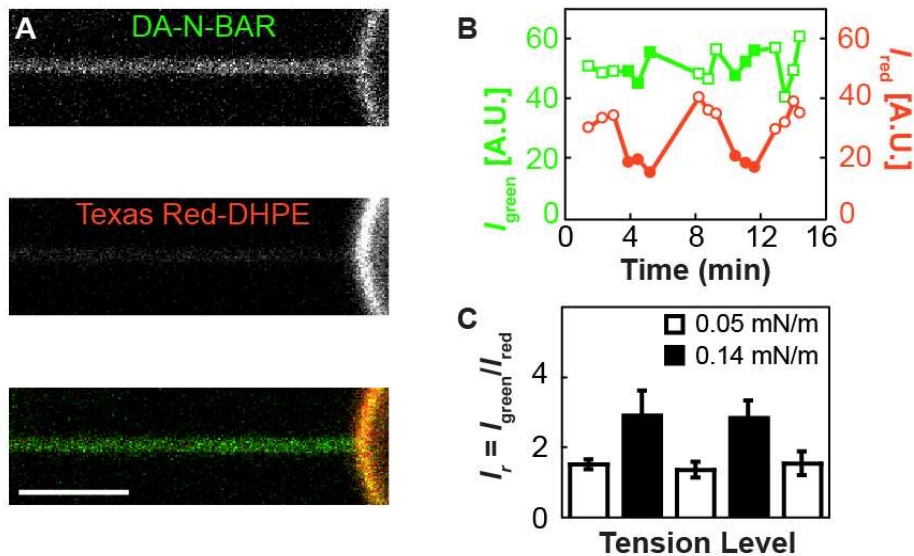 A
DA-N-BAR
Texas Red-DHPE
B
60
40
20
0
I_green [A.U.]
60
40
20
0
I_red [A.U.]
0 4 8 12 16
Time (min)
C
0.05 mN/m
0.14 mN/m
4
2
0
I_r = I_green/I_red
Tension Level